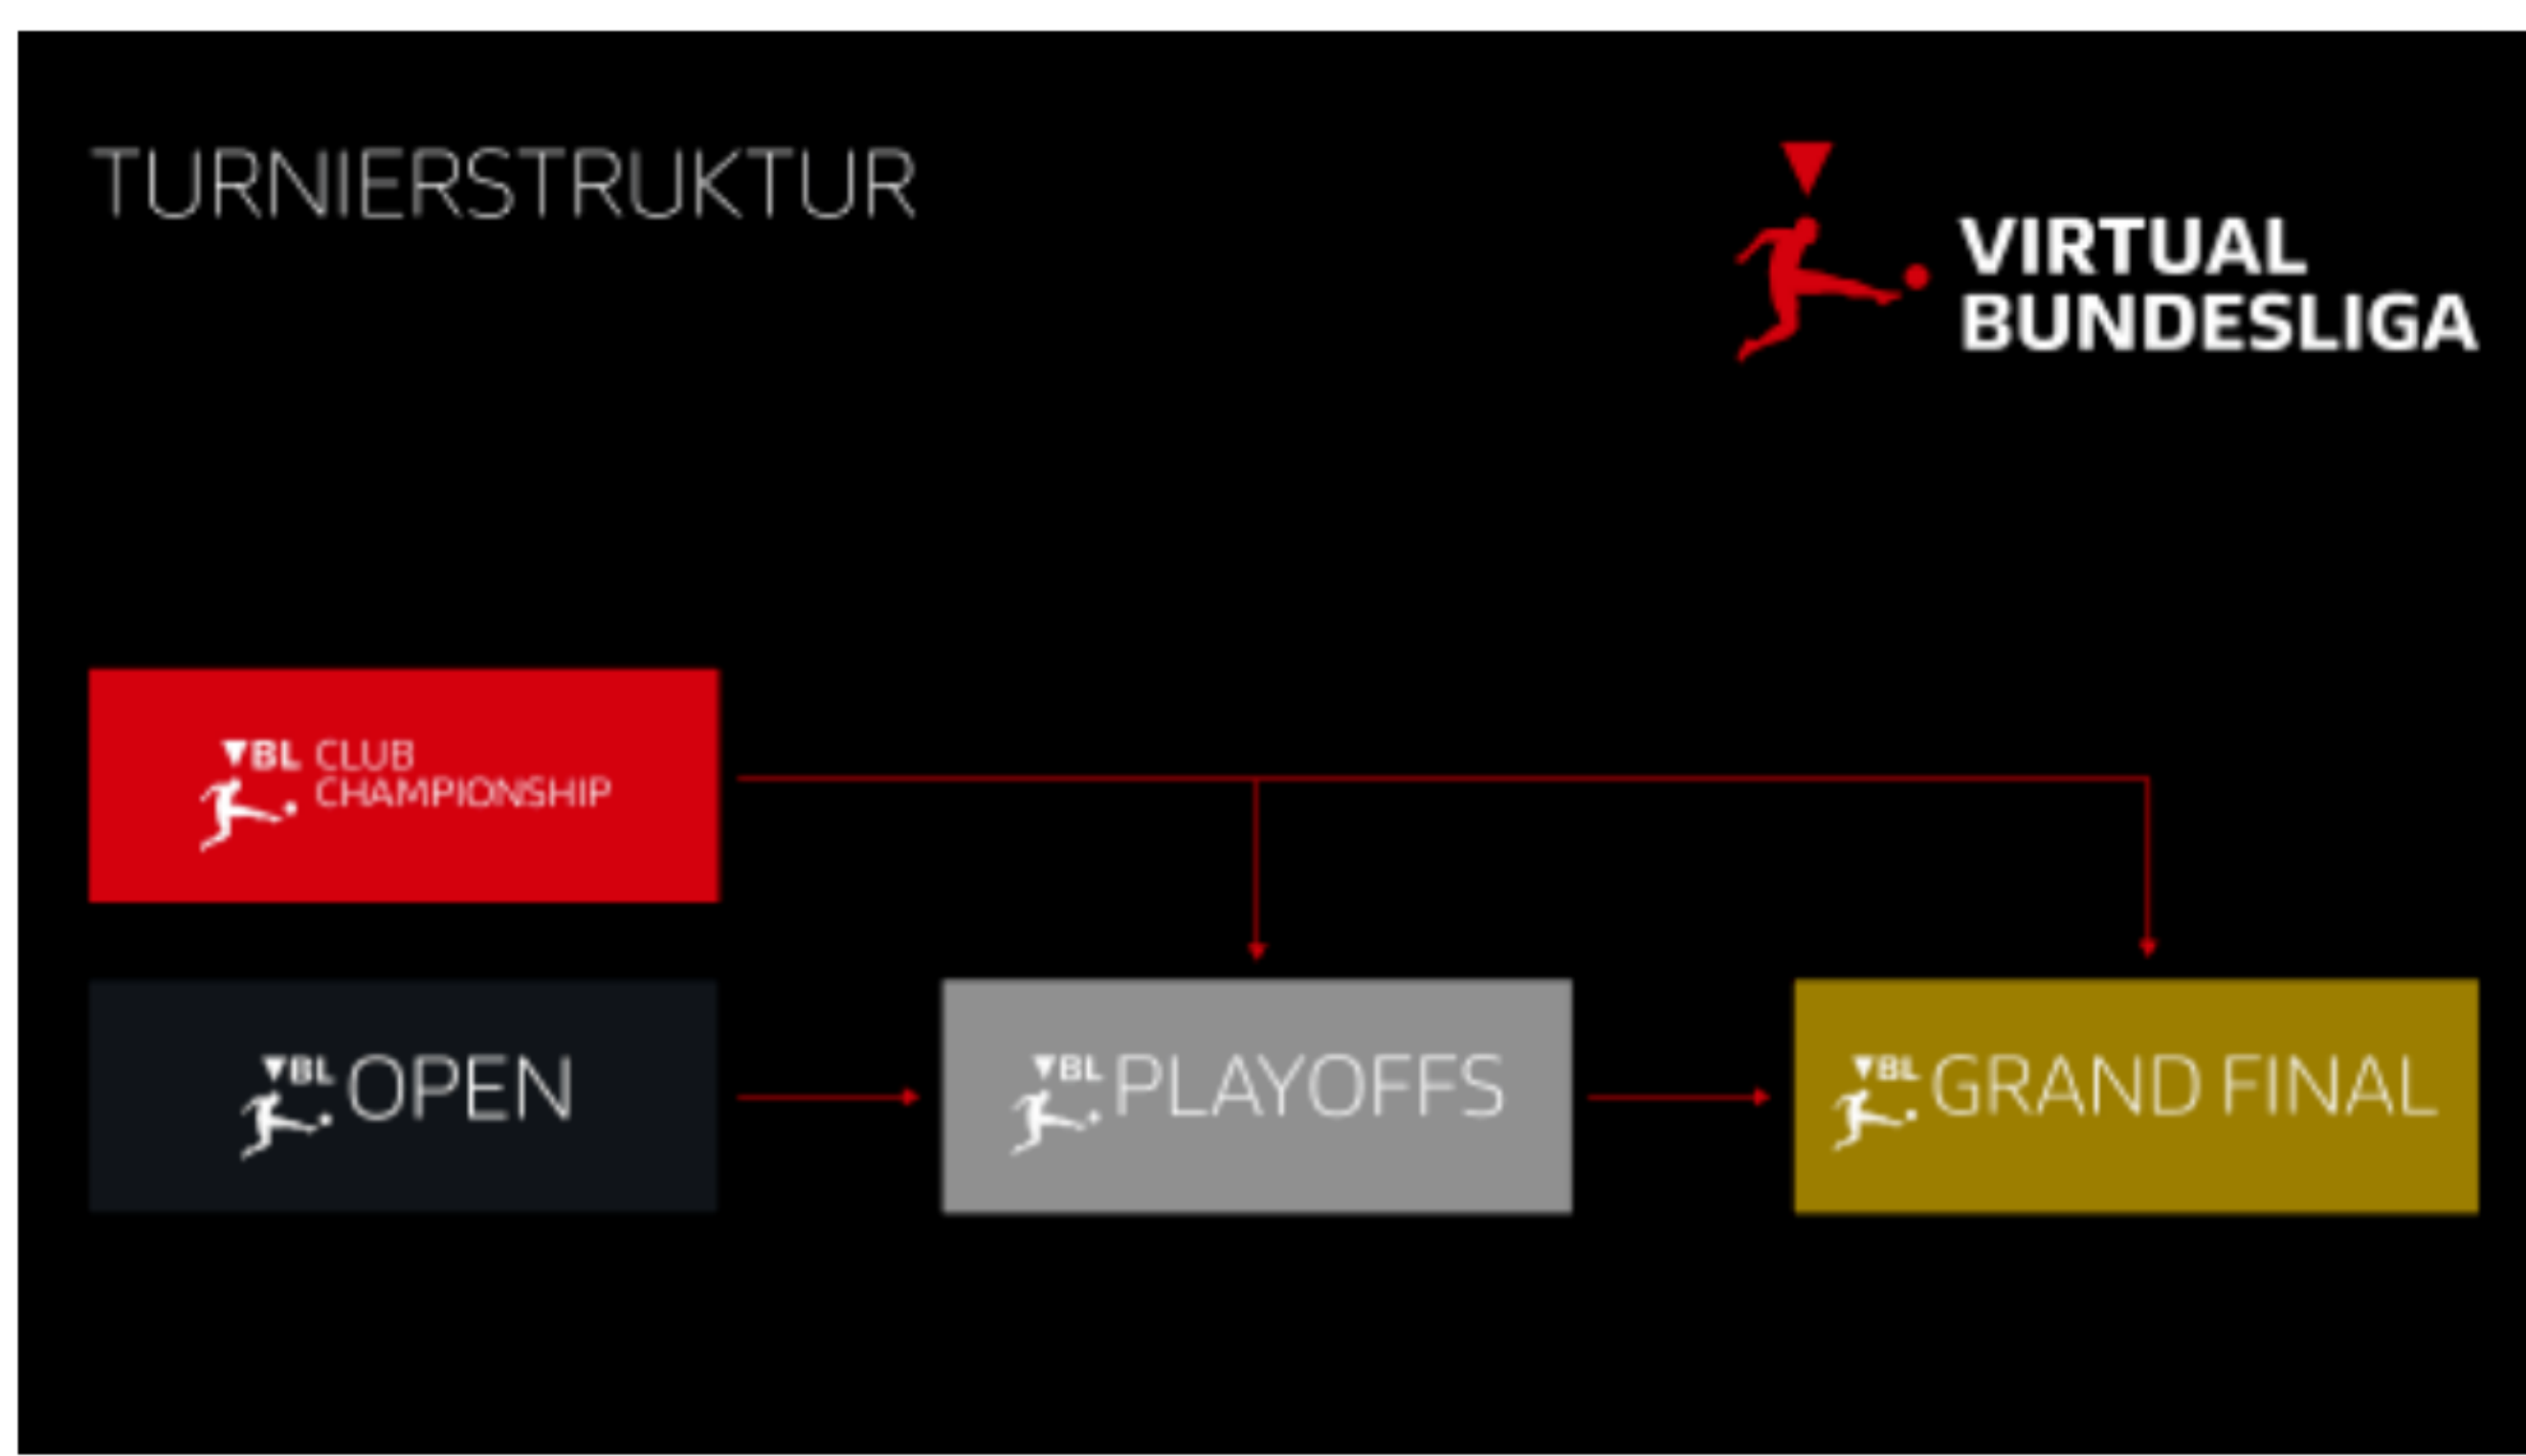 TURNIERSTRUKTUR
VIRTUAL
BUNDESLIGA
VBL CLUB
CHAMPIONSHIP
VBL OPEN
VBL PLAYOFFS
VBL GRAND FINAL